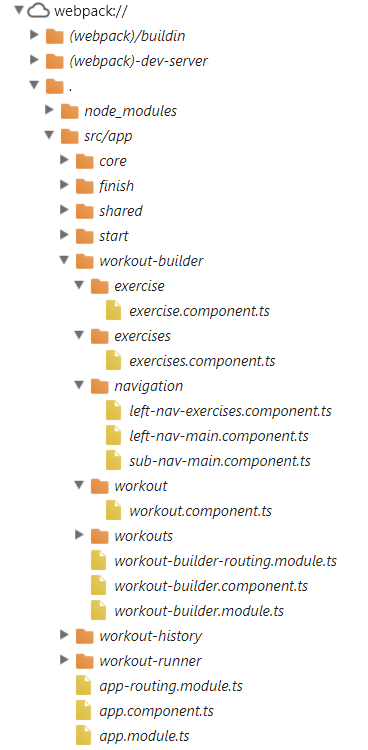 webpack://
(webpack)/buildin
(webpack)-dev-server
.
node_modules
src/app
core
finish
shared
start
workout-builder
exercise
exercise.component.ts
exercises
exercises.component.ts
navigation
left-nav-exercises.component.ts
left-nav-main.component.ts
sub-nav-main.component.ts
workout
workout.component.ts
workouts
workout-builder-routing.module.ts
workout-builder.component.ts
workout-builder.module.ts
workout-history
workout-runner
app-routing.module.ts
app.component.ts
app.module.ts